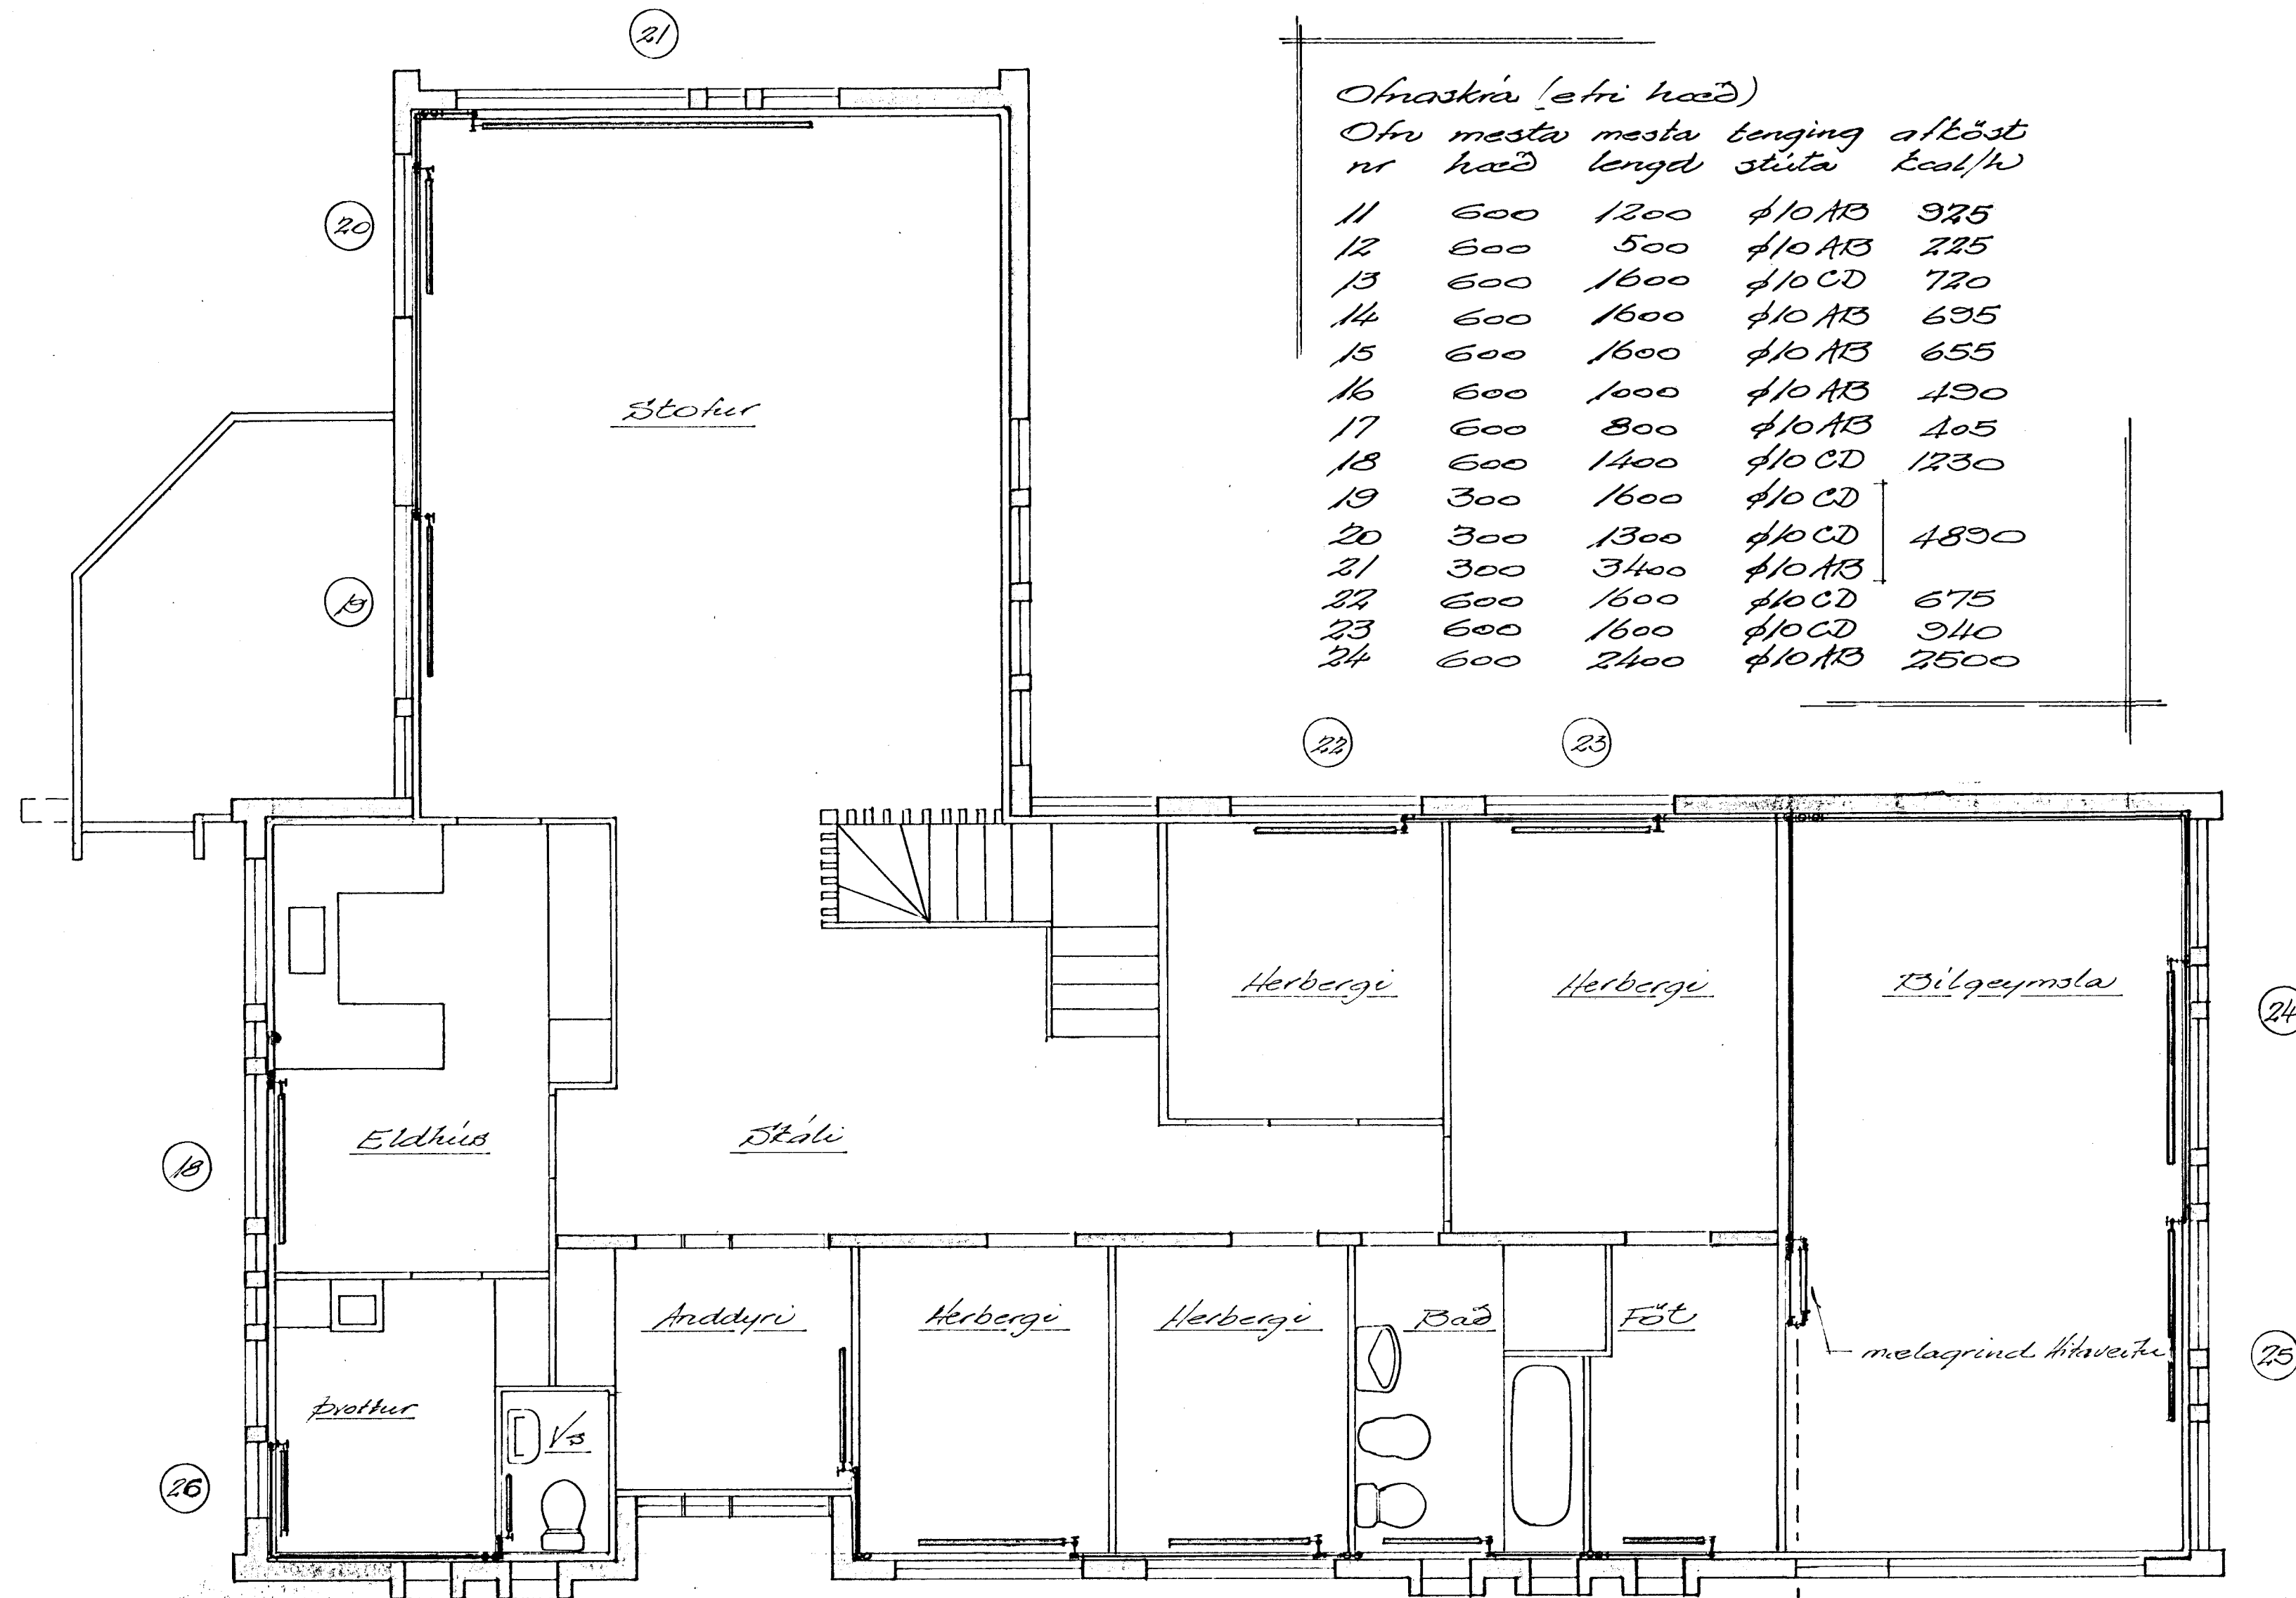 21
Ofnaskrá (efri hæð)
Ofn mesta mesta tenging afköst
nr hæð lengd stúta kcal/h
11 600 1200 ϕ10 AB 925
12 600 500 ϕ10 AB 225
13 600 1600 ϕ10 CD 720
14 600 1600 ϕ10 AB 695
15 600 1600 ϕ10 AB 655
16 600 1000 ϕ10 AB 490
17 600 800 ϕ10 AB 405
18 600 1400 ϕ10 CD 1230
19 300 1600 ϕ10 CD
20 300 1300 ϕ10 CD 4890
21 300 3400 ϕ10 AB
22 600 1600 ϕ10 CD 675
23 600 1600 ϕ10 CD 940
24 600 2400 ϕ10 AB 2500
20
Stofur
19
22
23
Herbergi
Herbergi
Bílgeymsla
24
18
Eldhús
Skáli
Anddyri
Herbergi
Herbergi
Bað
Föt
mælagrind Hitaveitu
25
Þvottur
Vs
26